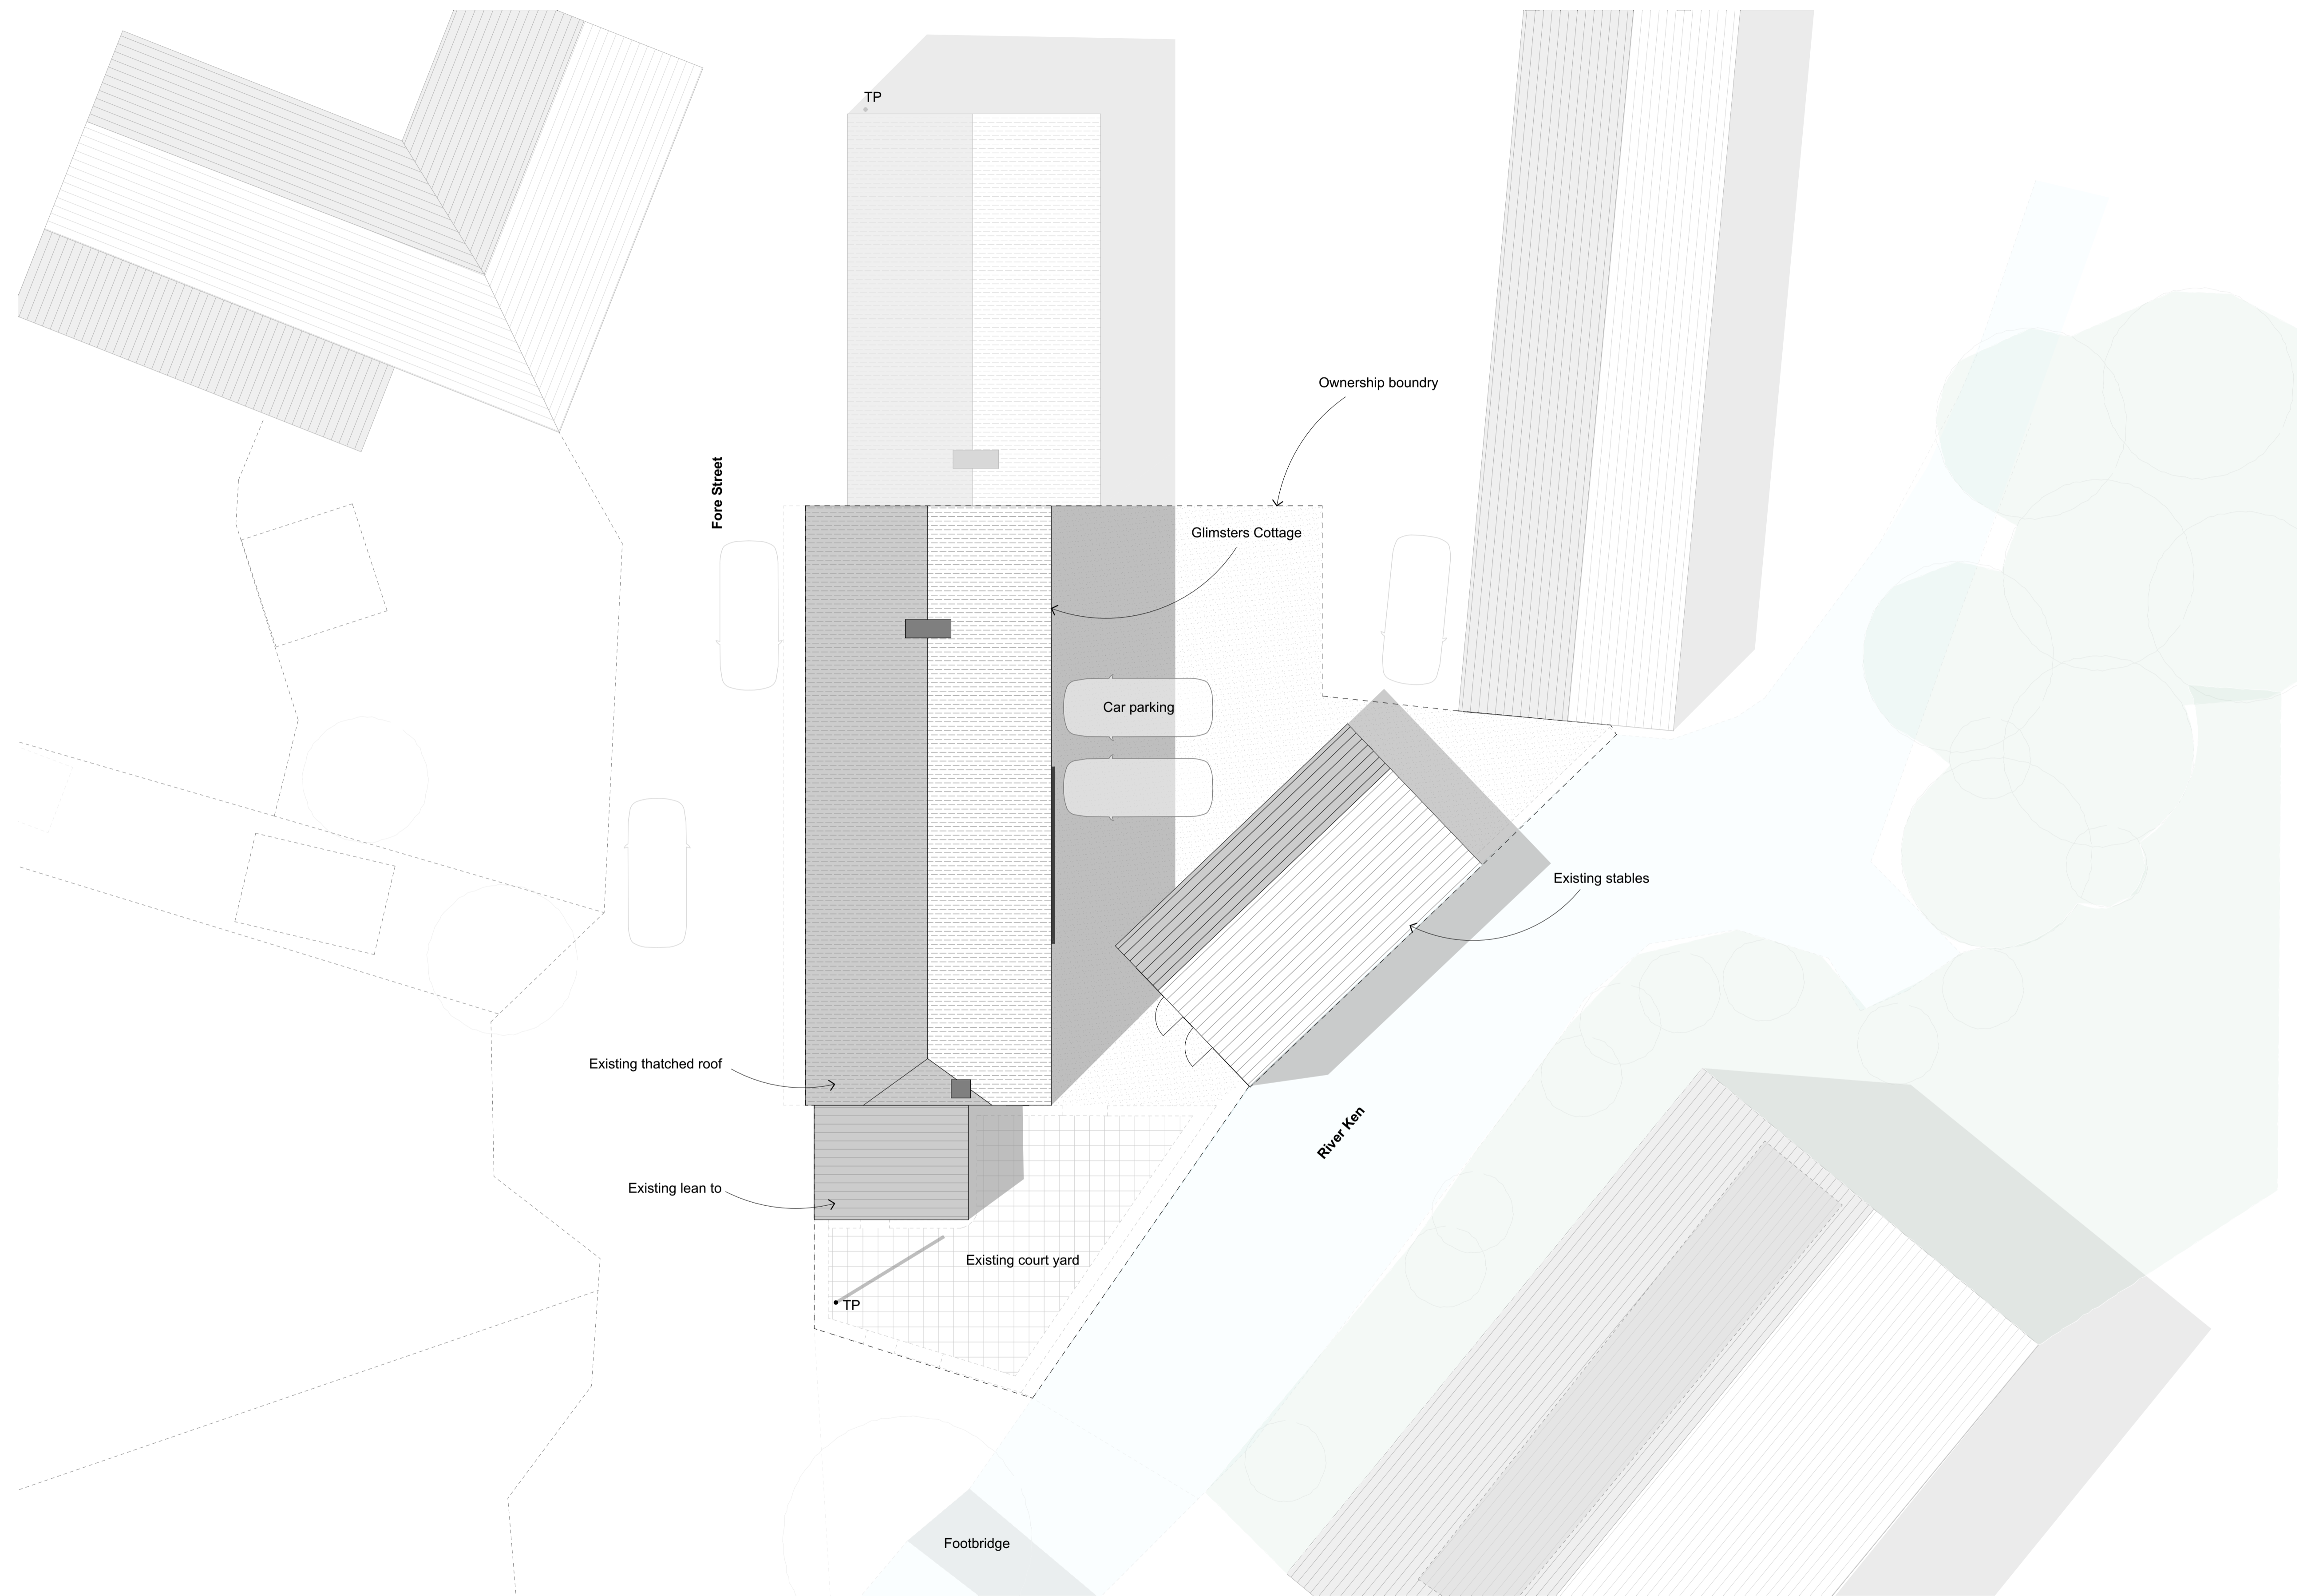 TP
Ownership boundry
Fore Street
Glimsters Cottage
Car parking
Existing stables
Existing thatched roof
River Ken
Existing lean to
Existing court yard
TP
Footbridge